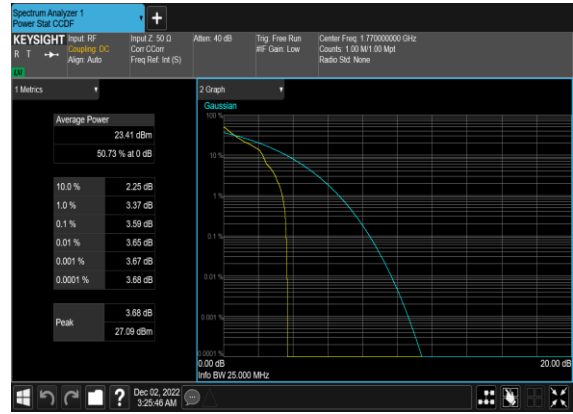 Spectrum Analyzer 1
Power Stat CCDF
KEYSIGHT
R T
LXI
Input: RF
Coupling: DC
Align: Auto
Input Z: 50 Ω
Corr CCorr
Freq Ref: Int (S)
Atten: 40 dB
Trig: Free Run
#IF Gain: Low
Center Freq: 1.770000000 GHz
Counts: 1.00 M/1.00 Mpt
Radio Std: None
1 Metrics
Average Power
23.41 dBm
50.73 % at 0 dB
10.0 % 2.25 dB
1.0 % 3.37 dB
0.1 % 3.59 dB
0.01 % 3.65 dB
0.001 % 3.67 dB
0.0001 % 3.68 dB
Peak
3.68 dB
27.09 dBm
2 Graph
Gaussian
100 %
10 %
1 %
0.1 %
0.01 %
0.001 %
0.0001 %
0.00 dB
20.00 dB
Info BW 25.000 MHz
?
Dec 02, 2022
3:25:46 AM